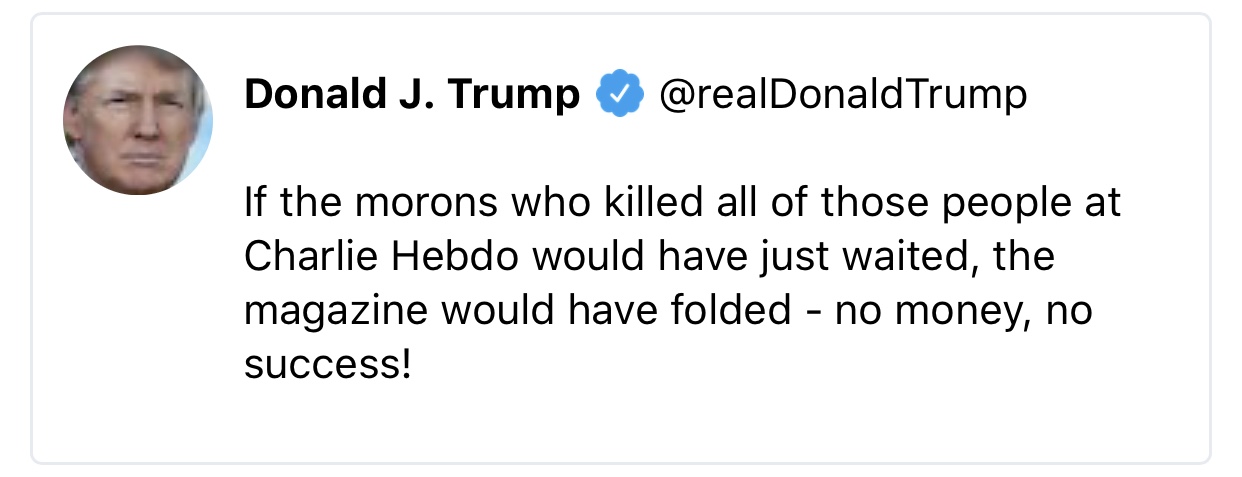 Donald J. Trump @realDonaldTrump
If the morons who killed all of those people at
Charlie Hebdo would have just waited, the
magazine would have folded - no money, no
success!